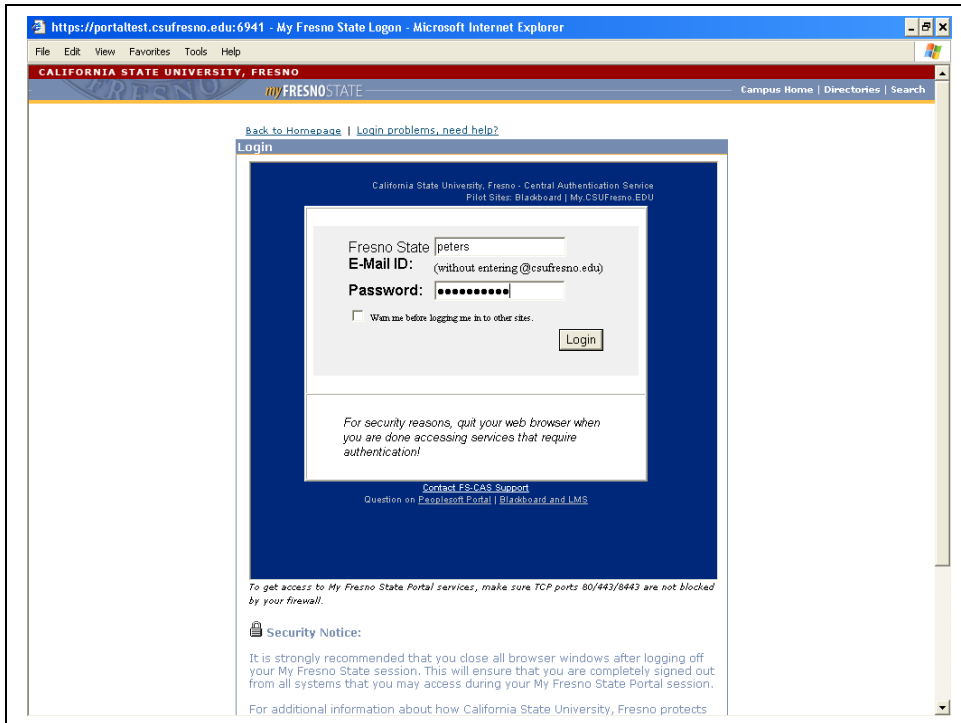 https://portaltest.csufresno.edu:6941 - My Fresno State Logon - Microsoft Internet Explorer
File Edit View Favorites Tools Help
CALIFORNIA STATE UNIVERSITY, FRESNO
FRESNO
myFRESNOSTATE
Campus Home | Directories | Search
Back to Homepage | Login problems, need help?
Login
California State University, Fresno - Central Authentication Service
Pilot Sites: Blackboard | My.CSUFresno.EDU
Fresno State peters
E-Mail ID: (without entering @csufresno.edu)
Password: ••••••••••
Warn me before logging me in to other sites.
Login
For security reasons, quit your web browser when
you are done accessing services that require
authentication!
Contact FS-CAS Support
Question on Peoplesoft Portal | Blackboard and LMS
To get access to My Fresno State Portal services, make sure TCP ports 80/443/8443 are not blocked
by your firewall.
Security Notice:
It is strongly recommended that you close all browser windows after logging off
your My Fresno State session. This will ensure that you are completely signed out
from all systems that you may access during your My Fresno State Portal session.
For additional information about how California State University, Fresno protects